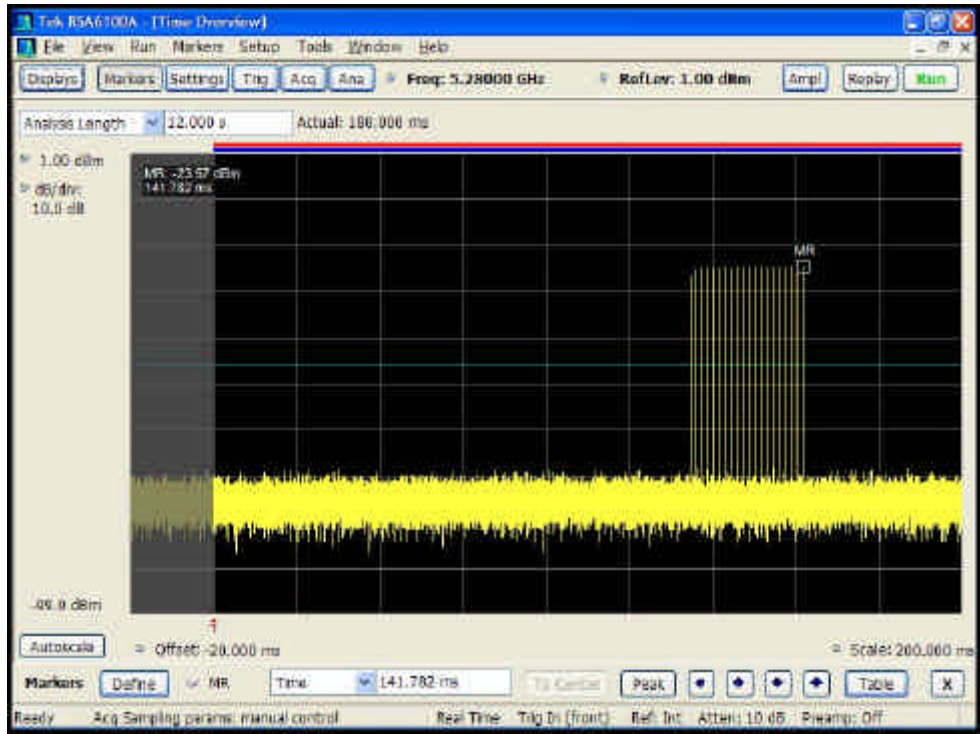 Tek RSA6100A - [Time Overview]
File View Run Markers Setup Tools Window Help
Displays Markers Settings Trig Acq Ana Freq: 5.28000 GHz RefLev: 1.00 dBm Ampl Replay Run
Analysis Length 12.000 s Actual: 180.000 ms
1.00 dBm
dB/div:
10.0 dB
MR: -23.57 dBm
141.782 ms
MR
-99.0 dBm
Autoscale Offset: -20.000 ms Scale: 200.000 ms
Markers Define MR Time 141.782 ms To Center Peak Table X
Ready Acq Sampling params: manual control Real Time Trig In (front) Ref: Int Atten: 10 dB Preamp: Off